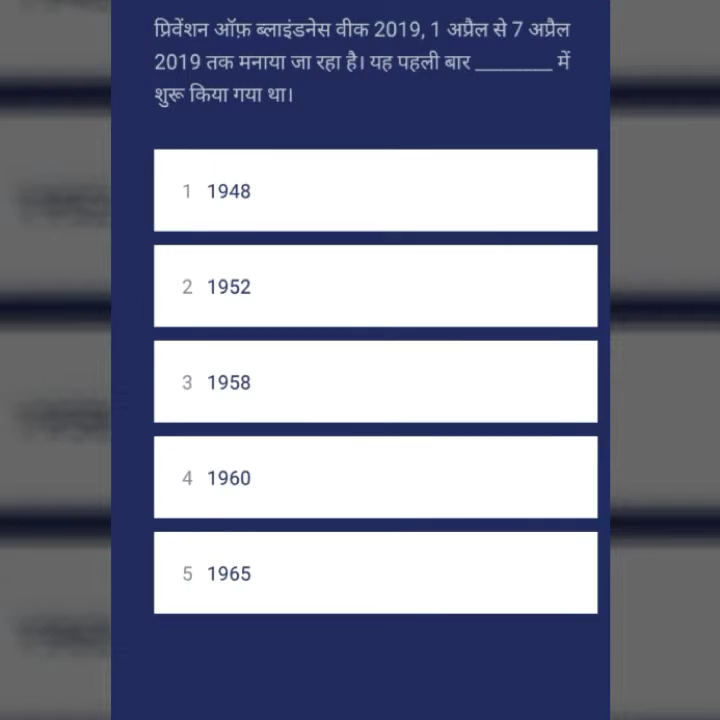 प्रिवेंशन ऑफ़ ब्लाइंडनेस वीक 2019, 1 अप्रैल से 7 अप्रैल
2019 तक मनाया जा रहा है। यह पहली बार ________ में
शुरू किया गया था।
1 1948
2 1952
3 1958
4 1960
5 1965